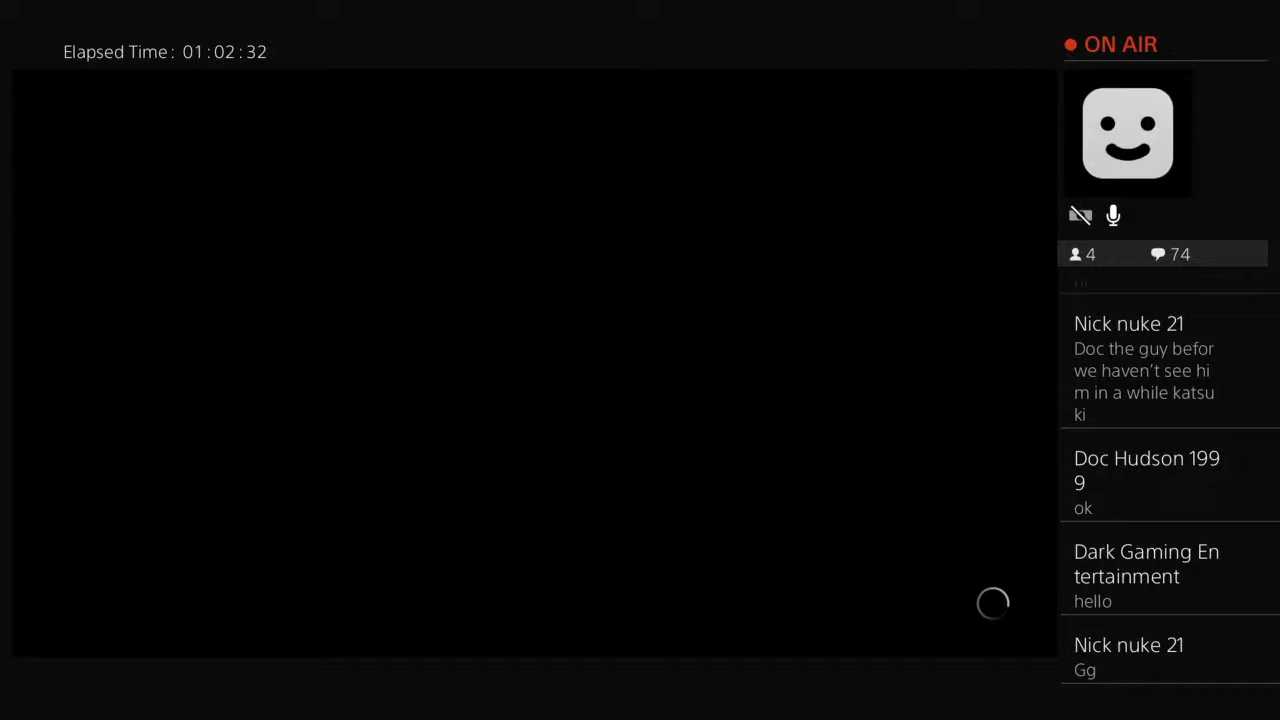 Elapsed Time: 01:02:32
ON AIR
4
74
Nick nuke 21
Doc the guy befor
we haven't see hi
m in a while katsu
ki
Doc Hudson 199
9
ok
Dark Gaming En
tertainment
hello
Nick nuke 21
Gg